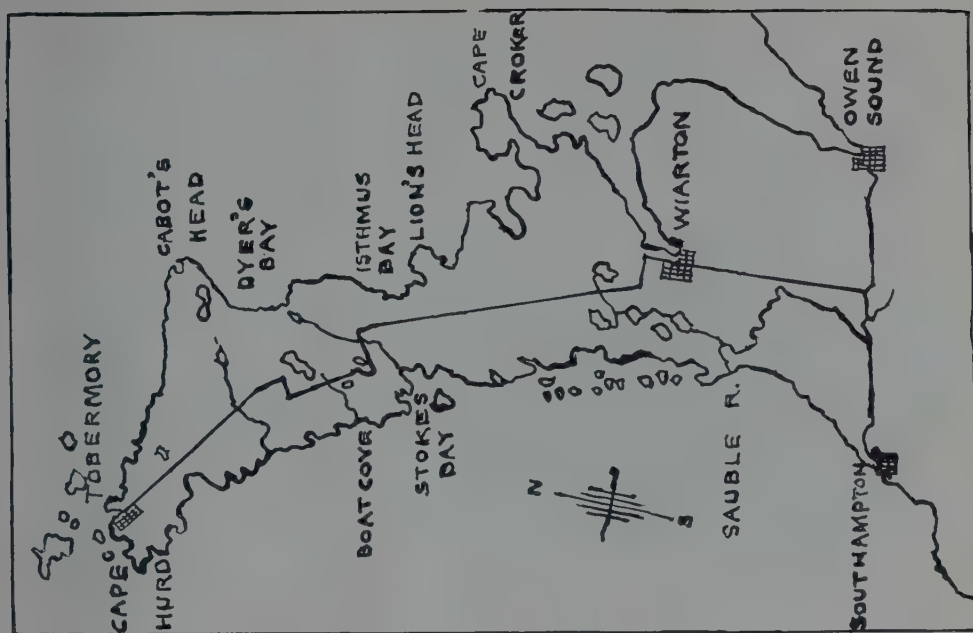 CAPE
HURD
TOBERMORY
CABOT'S
HEAD
DYER'S
BAY
ISTHMUS
BAY
LION'S HEAD
CAPE
CROKER
BOAT COVE
STOKES
BAY
N
S
SAUBLE R.
WIARTON
OWEN
SOUND
SOUTHAMPTON